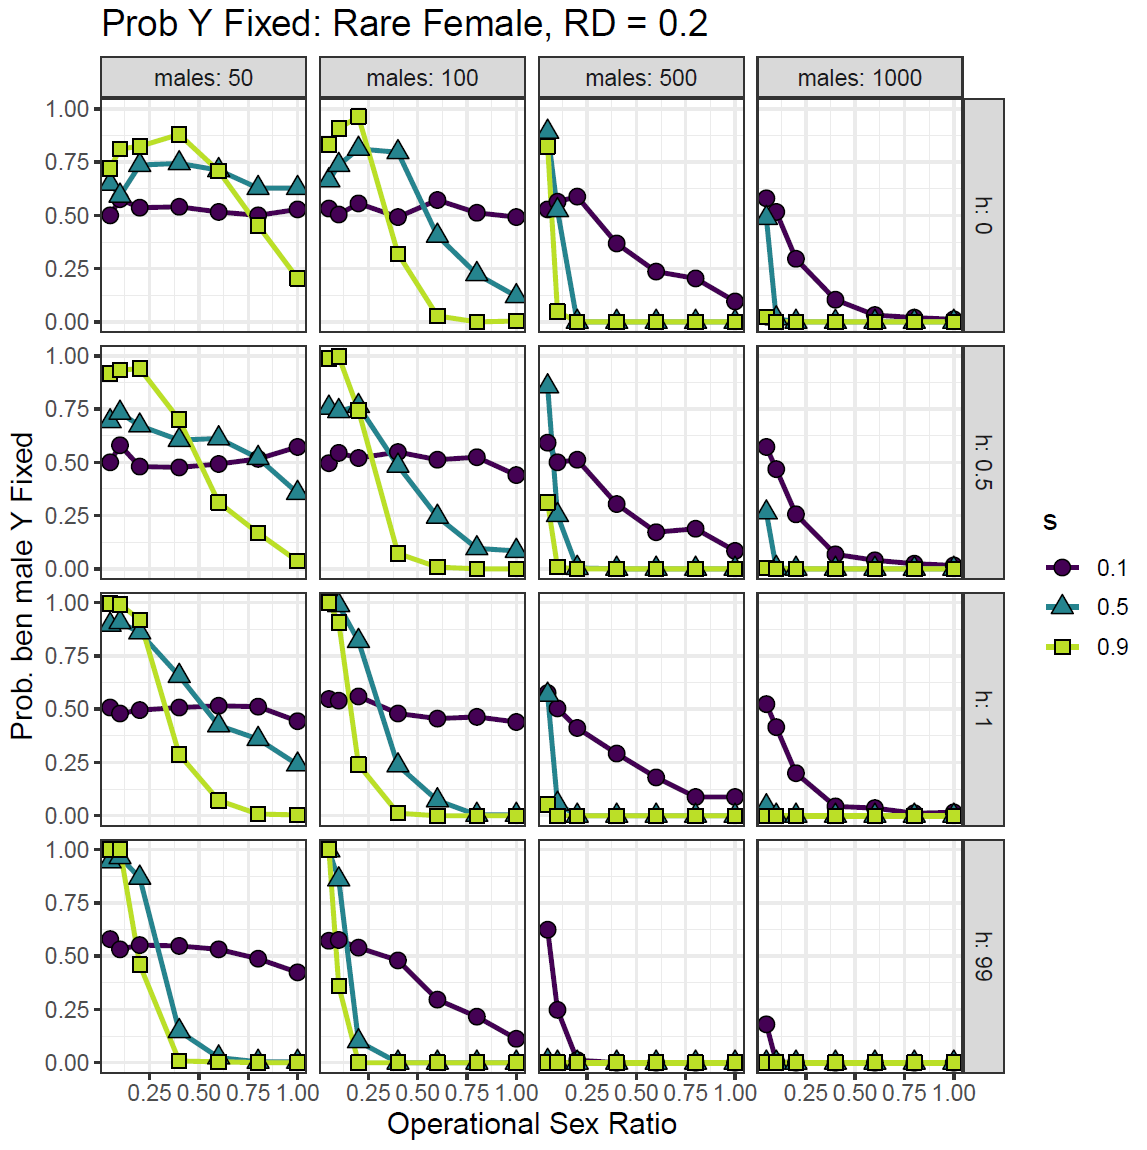 Prob Y Fixed: Rare Female, RD = 0.2
males: 50
males: 100
males: 500
males: 1000
1.00
0.75
0.50
0.25
0.00
h: 0
1.00
0.75
0.50
0.25
0.00
h: 0.5
1.00
0.75
0.50
0.25
0.00
h: 1
1.00
0.75
0.50
0.25
0.00
h: 99
Prob. ben male Y Fixed
0.25 0.50 0.75 1.00
0.25 0.50 0.75 1.00
0.25 0.50 0.75 1.00
0.25 0.50 0.75 1.00
Operational Sex Ratio
s
0.1
0.5
0.9